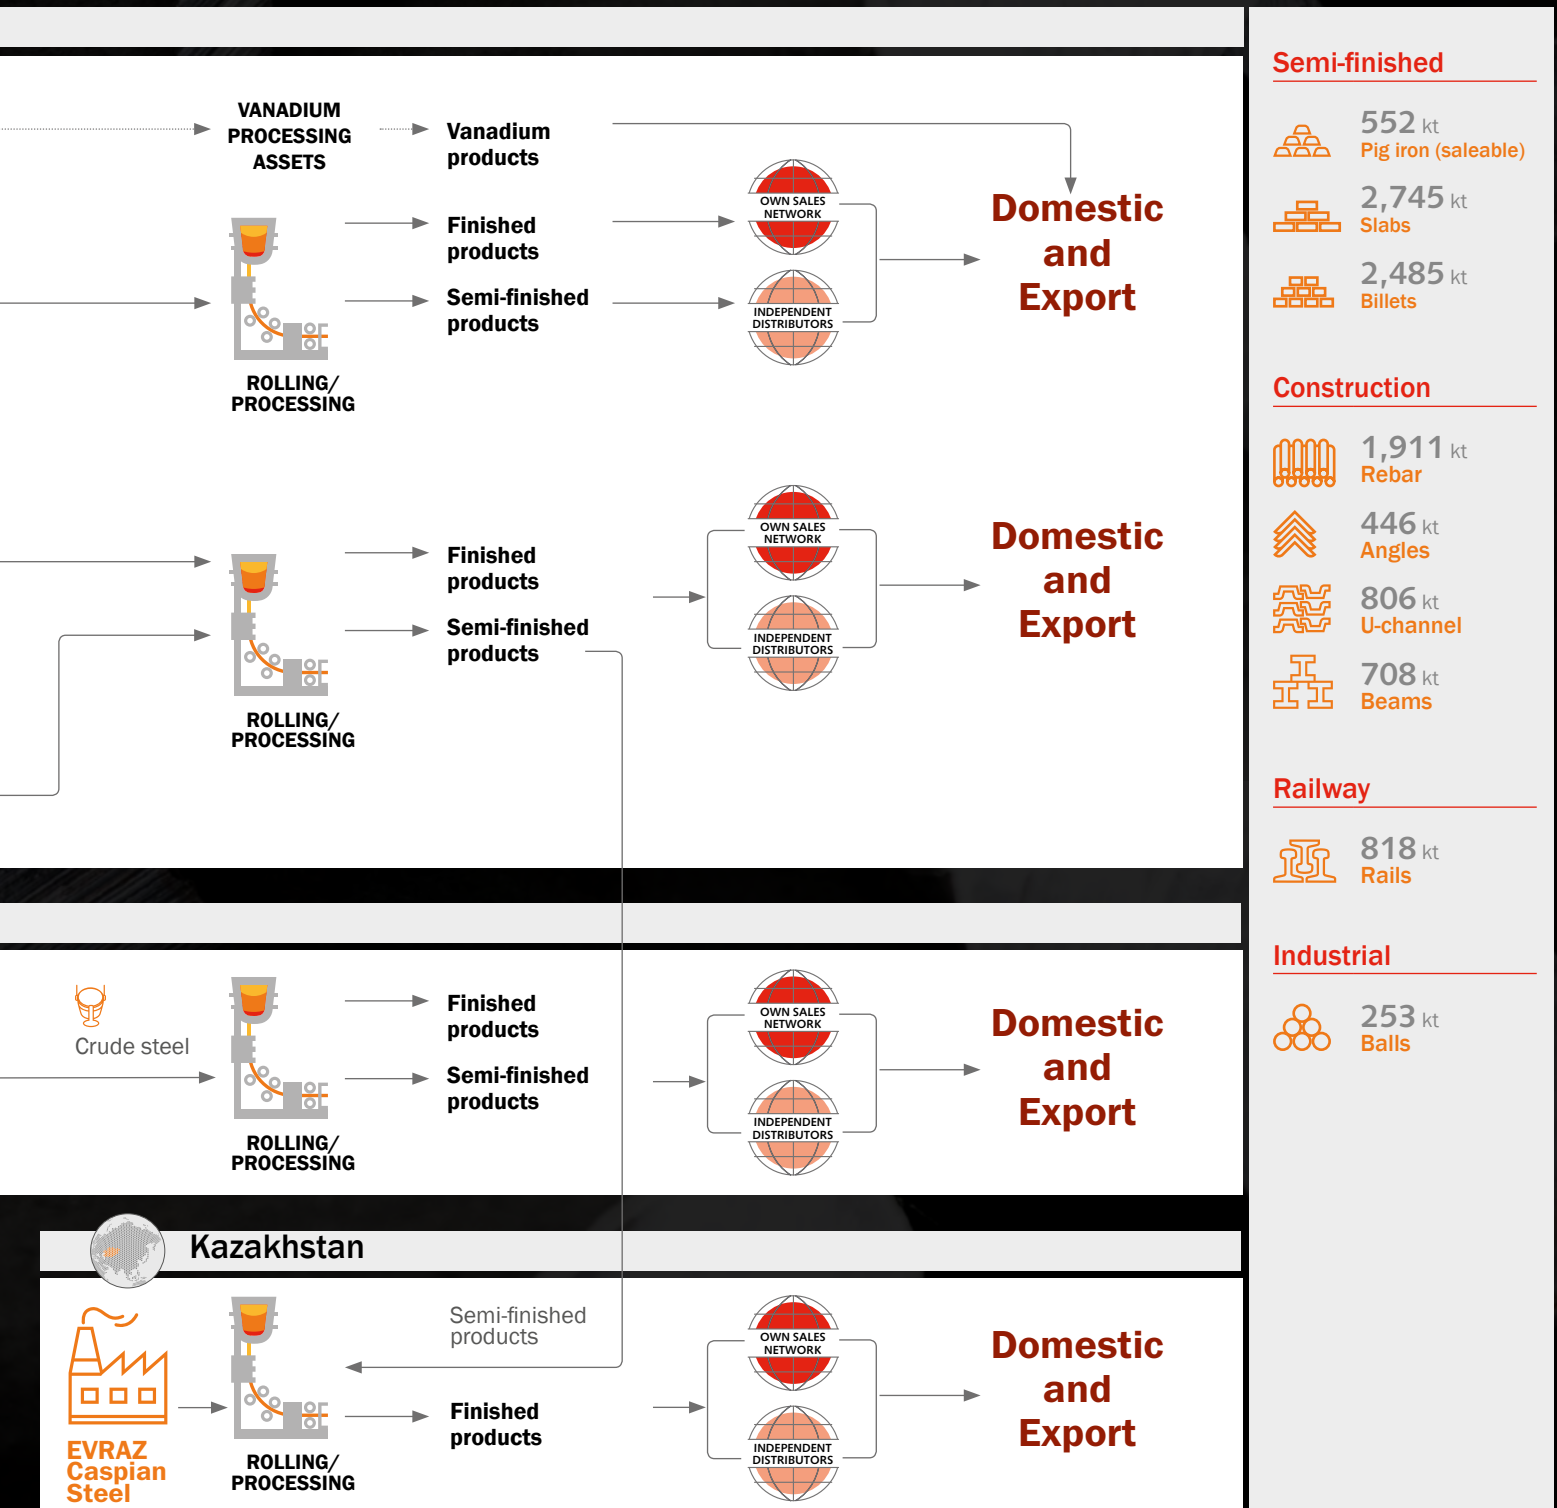 VANADIUM
PROCESSING
ASSETS
Vanadium
products
Finished
products
Semi-finished
products
ROLLING/
PROCESSING
OWN SALES
NETWORK
INDEPENDENT
DISTRIBUTORS
Domestic
and
Export
Finished
products
Semi-finished
products
ROLLING/
PROCESSING
OWN SALES
NETWORK
INDEPENDENT
DISTRIBUTORS
Domestic
and
Export
Crude steel
Finished
products
Semi-finished
products
ROLLING/
PROCESSING
OWN SALES
NETWORK
INDEPENDENT
DISTRIBUTORS
Domestic
and
Export
Kazakhstan
EVRAZ
Caspian
Steel
ROLLING/
PROCESSING
Semi-finished
products
Finished
products
OWN SALES
NETWORK
INDEPENDENT
DISTRIBUTORS
Domestic
and
Export
Semi-finished
552 kt
Pig iron (saleable)
2,745 kt
Slabs
2,485 kt
Billets
Construction
1,911 kt
Rebar
446 kt
Angles
806 kt
U-channel
708 kt
Beams
Railway
818 kt
Rails
Industrial
253 kt
Balls